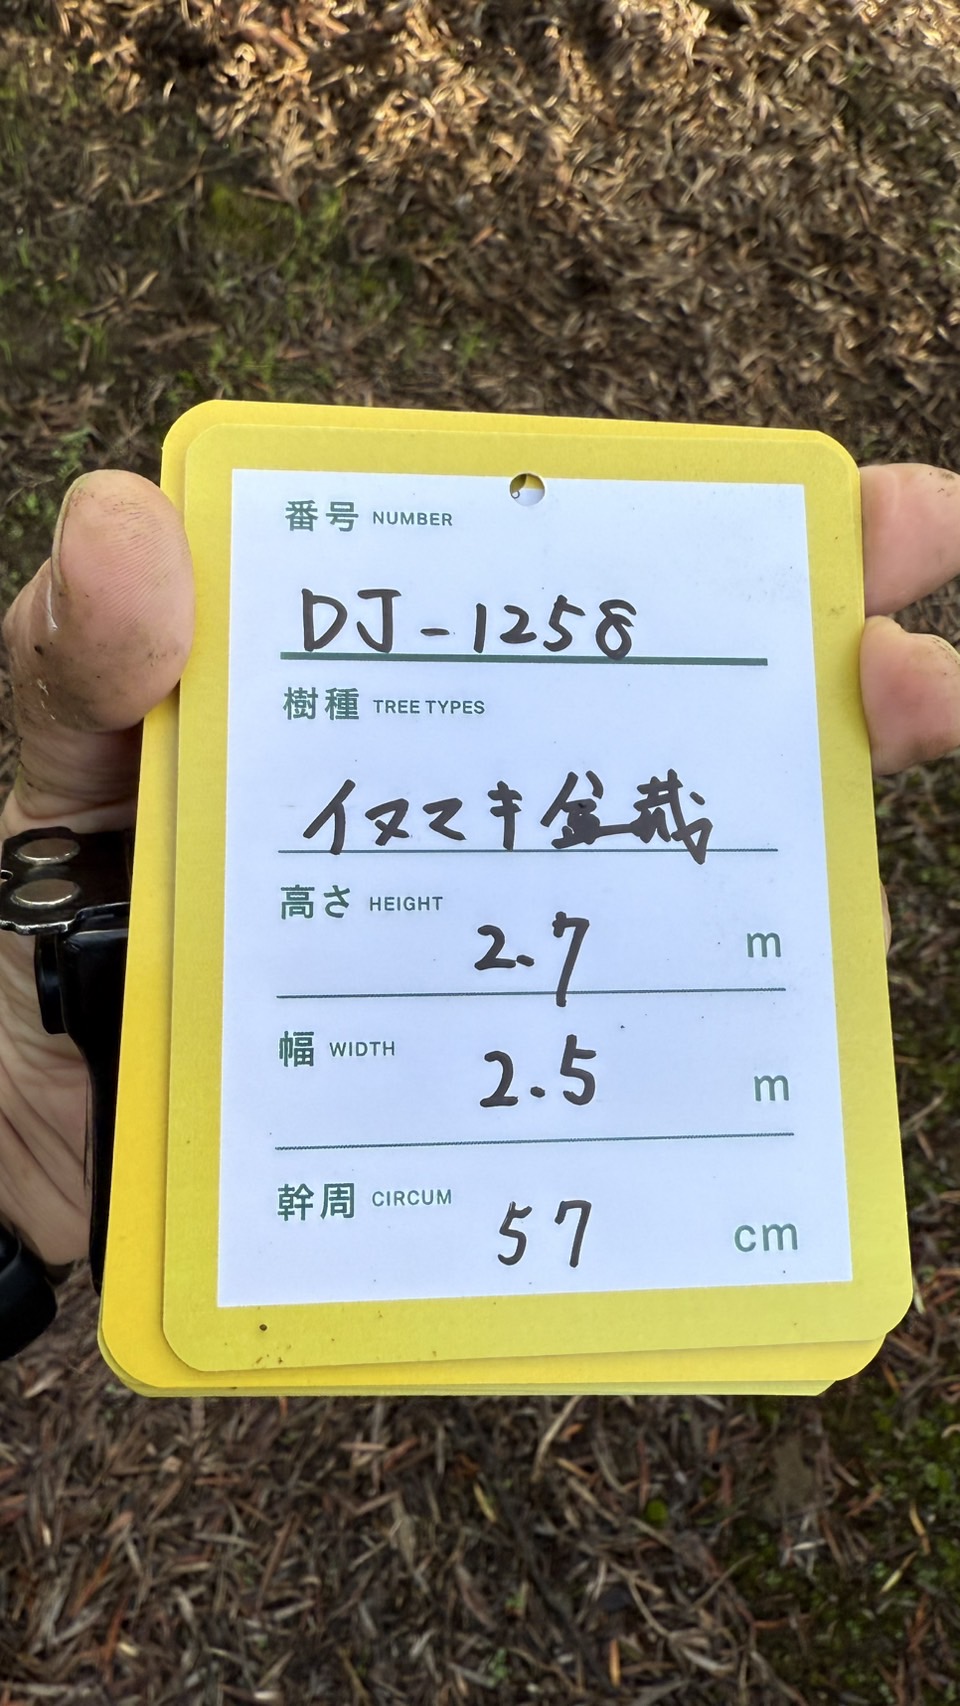 番号 NUMBER
DJ-1258
樹種 TREE TYPES
イヌマキ盆栽
高さ HEIGHT
2.7 m
幅 WIDTH
2.5 m
幹周 CIRCUM
57 cm